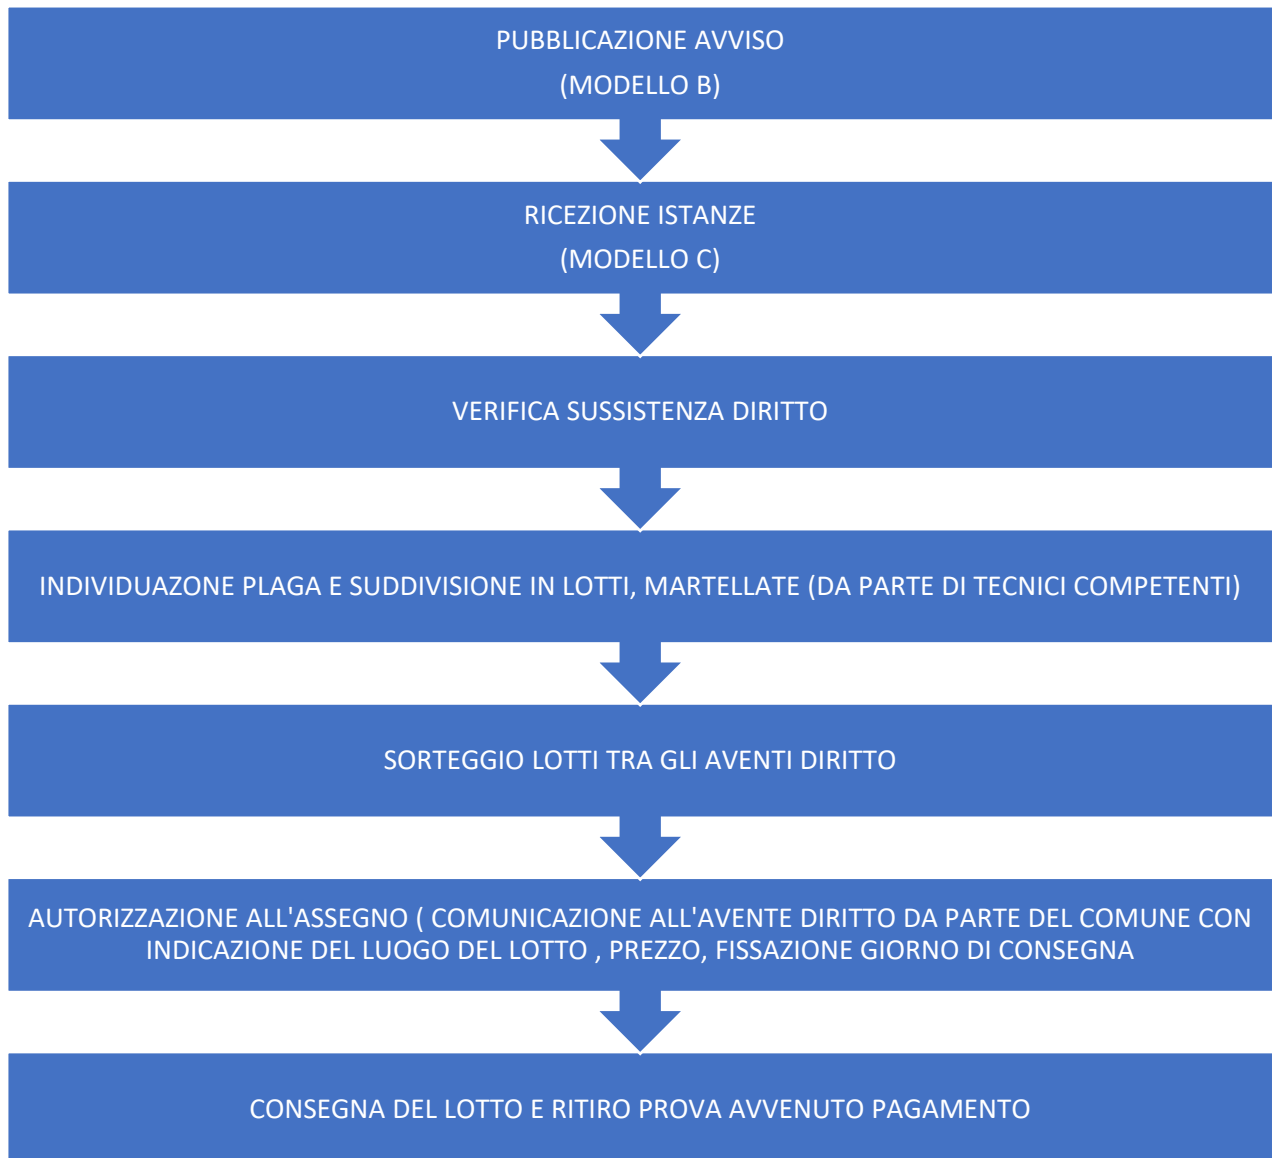 PUBBLICAZIONE AVVISO
(MODELLO B)
RICEZIONE ISTANZE
(MODELLO C)
VERIFICA SUSSISTENZA DIRITTO
INDIVIDUAZONE PLAGA E SUDDIVISIONE IN LOTTI, MARTELLATE (DA PARTE DI TECNICI COMPETENTI)
SORTEGGIO LOTTI TRA GLI AVENTI DIRITTO
AUTORIZZAZIONE ALL'ASSEGNO ( COMUNICAZIONE ALL'AVENTE DIRITTO DA PARTE DEL COMUNE CON
INDICAZIONE DEL LUOGO DEL LOTTO , PREZZO, FISSAZIONE GIORNO DI CONSEGNA
CONSEGNA DEL LOTTO E RITIRO PROVA AVVENUTO PAGAMENTO